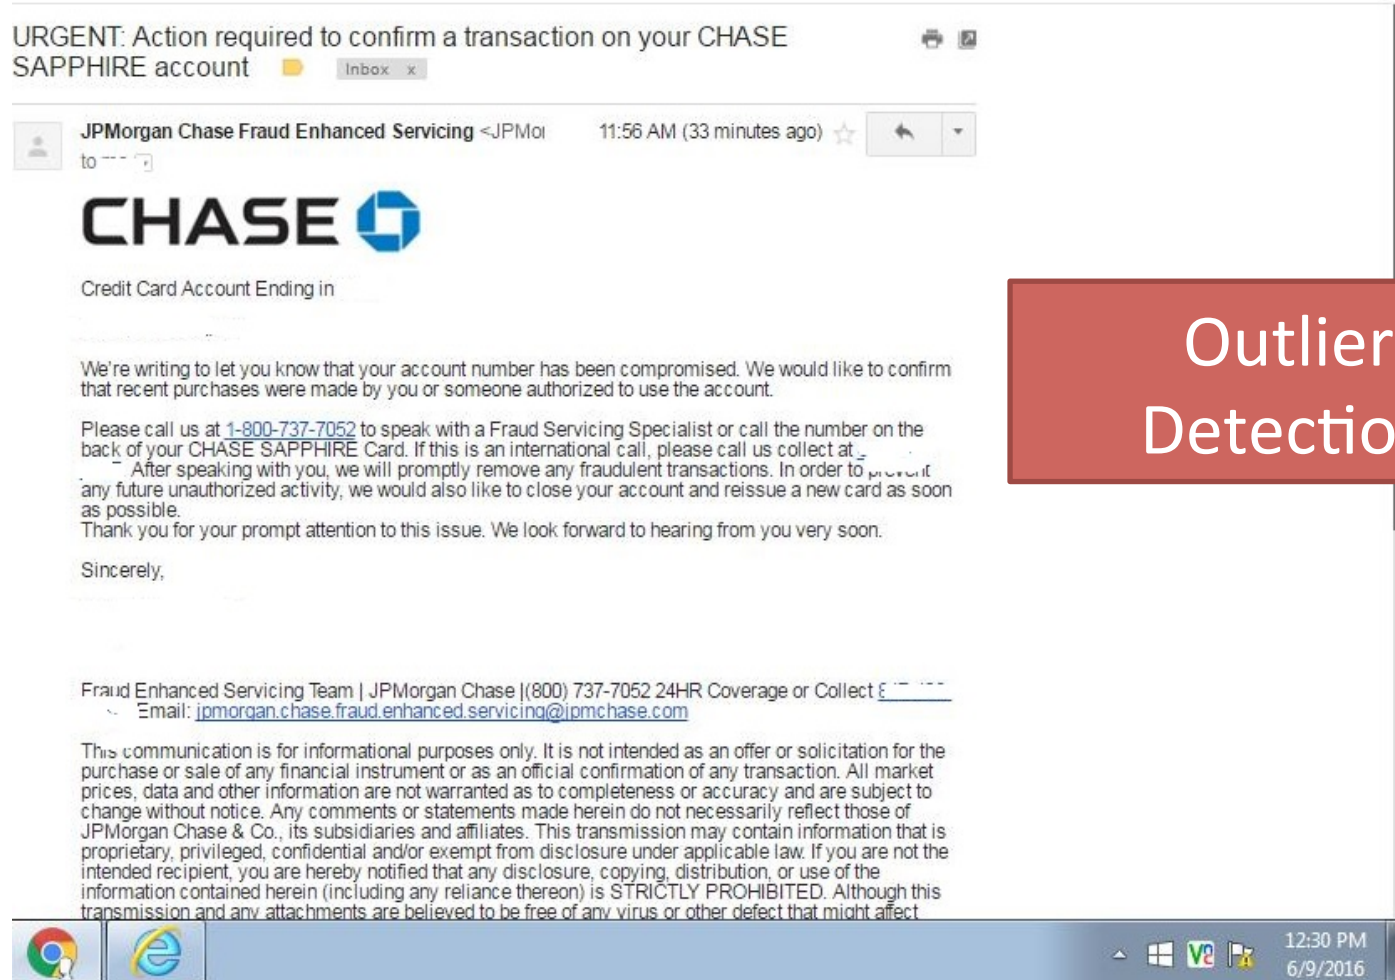 URGENT: Action required to confirm a transaction on your CHASE
SAPPHIRE account Inbox x
JPMorgan Chase Fraud Enhanced Servicing <JPMor 11:56 AM (33 minutes ago)
to
CHASE
Credit Card Account Ending in
We're writing to let you know that your account number has been compromised. We would like to confirm
that recent purchases were made by you or someone authorized to use the account.
Please call us at 1-800-737-7052 to speak with a Fraud Servicing Specialist or call the number on the
back of your CHASE SAPPHIRE Card. If this is an international call, please call us collect at
After speaking with you, we will promptly remove any fraudulent transactions. In order to prevent
any future unauthorized activity, we would also like to close your account and reissue a new card as soon
as possible.
Thank you for your prompt attention to this issue. We look forward to hearing from you very soon.
Sincerely,
Fraud Enhanced Servicing Team | JPMorgan Chase |(800) 737-7052 24HR Coverage or Collect
Email: jpmorgan.chase.fraud.enhanced.servicing@jpmchase.com
This communication is for informational purposes only. It is not intended as an offer or solicitation for the
purchase or sale of any financial instrument or as an official confirmation of any transaction. All market
prices, data and other information are not warranted as to completeness or accuracy and are subject to
change without notice. Any comments or statements made herein do not necessarily reflect those of
JPMorgan Chase & Co., its subsidiaries and affiliates. This transmission may contain information that is
proprietary, privileged, confidential and/or exempt from disclosure under applicable law. If you are not the
intended recipient, you are hereby notified that any disclosure, copying, distribution, or use of the
information contained herein (including any reliance thereon) is STRICTLY PROHIBITED. Although this
transmission and any attachments are believed to be free of any virus or other defect that might affect
Outlier
Detectio
12:30 PM
6/9/2016